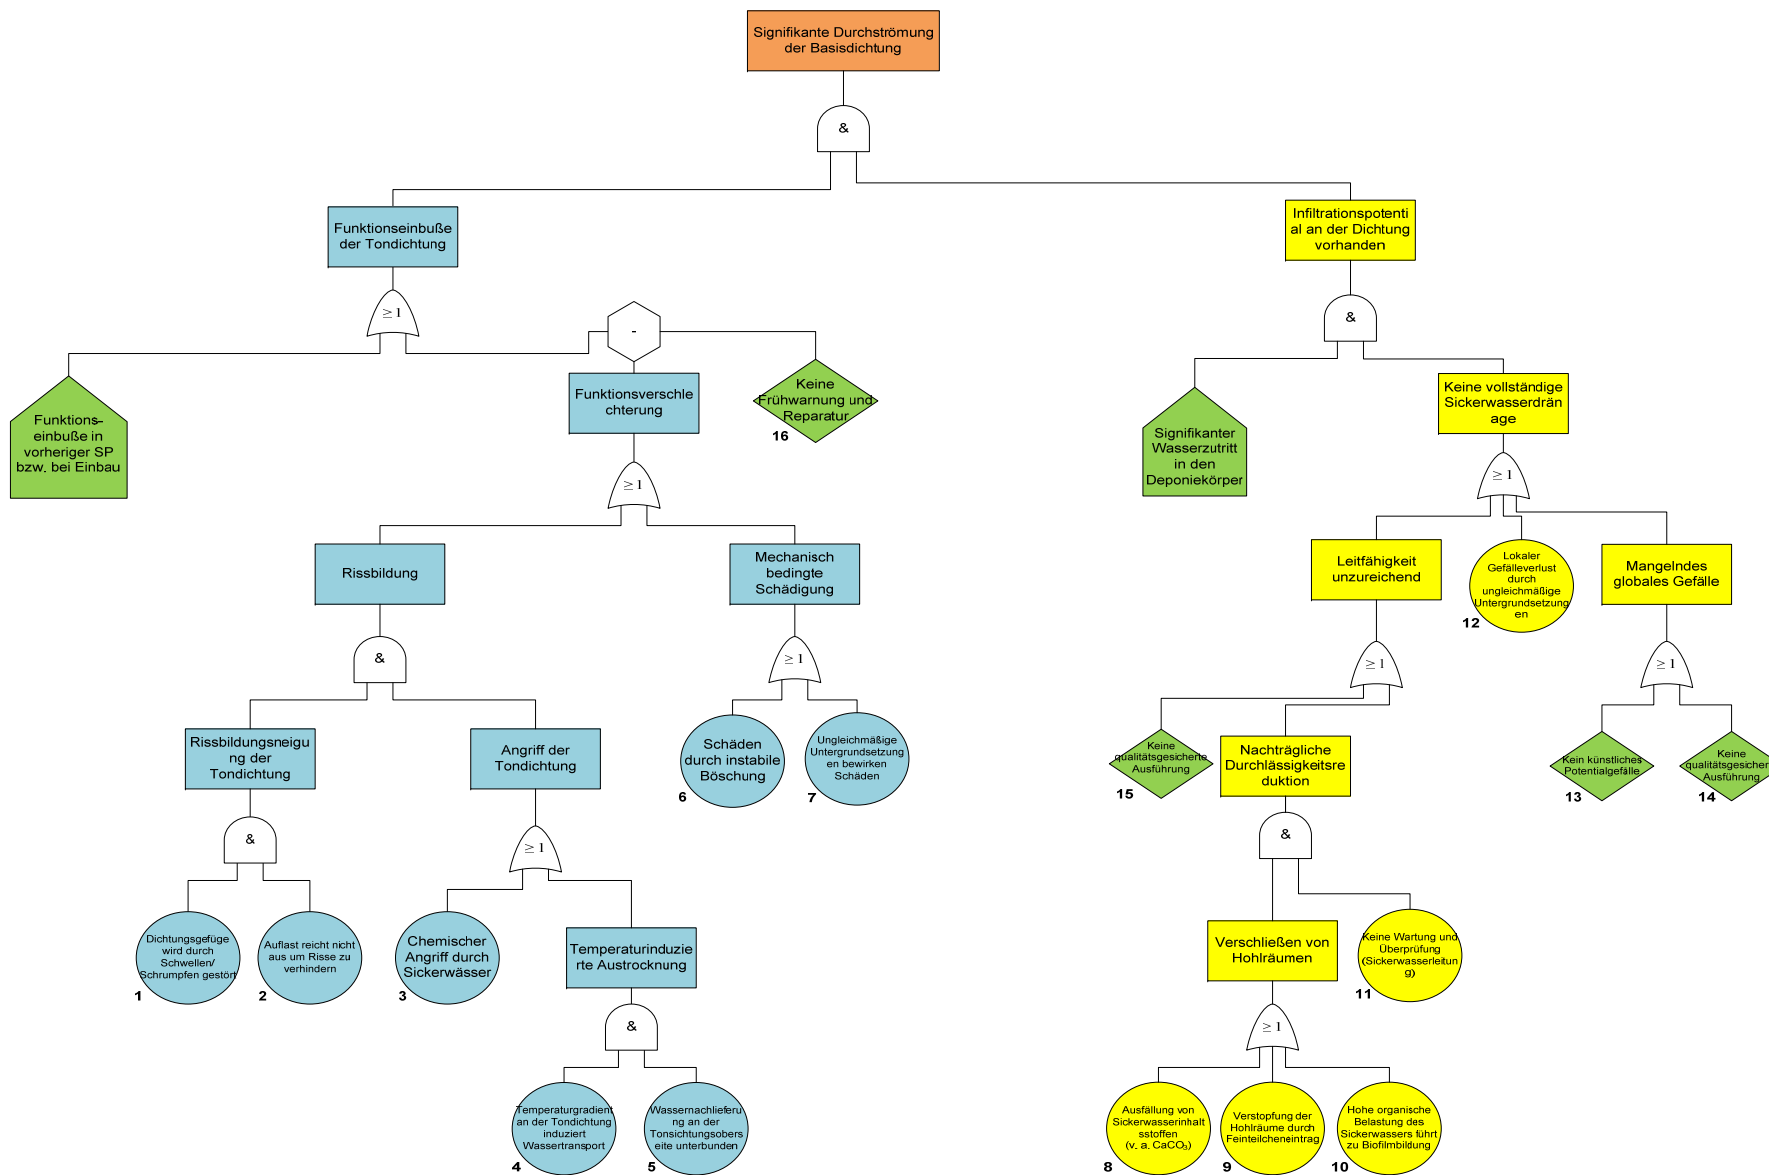 Signifikante Durchströmung
der Basisdichtung
&
Funktionseinbuße
der Tondichtung
Infiltrationspotenti
al an der Dichtung
vorhanden
≥ 1
-
&
Funktions-
einbuße in
vorheriger SP
bzw. bei Einbau
Funktionsverschle
chterung
Keine
Frühwarnung und
Reparatur
16
Signifikanter
Wasserzutritt
in den
Deponiekörper
Keine vollständige
Sickerwasserdrän
age
≥ 1
≥ 1
Rissbildung
Mechanisch
bedingte
Schädigung
Leitfähigkeit
unzureichend
Lokaler
Gefälleverlust
durch
ungleichmäßige
Untergrundsetzung
en
12
Mangelndes
globales Gefälle
&
≥ 1
≥ 1
≥ 1
Rissbildungsneigu
ng der
Tondichtung
Angriff der
Tondichtung
Schäden
durch instabile
Böschung
6
Ungleichmäßige
Untergrundsetzung
en bewirken
Schäden
7
Keine
qualitätsgesicherte
Ausführung
15
Nachträgliche
Durchlässigkeitsre
duktion
Kein künstliches
Potentialgefälle
13
Keine
qualitätsgesicher
Ausführung
14
&
≥ 1
&
Dichtungsgefüge
wird durch
Schwellen/
Schrumpfen gestört
1
Auflast reicht nicht
aus um Risse zu
verhindern
2
Chemischer
Angriff durch
Sickerwässer
3
Temperaturinduzie
rte Austrocknung
Verschließen von
Hohlräumen
Keine Wartung und
Überprüfung
(Sickerwasserleitun
g)
11
&
≥ 1
Temperaturgradient
an der Tondichtung
induziert
Wassertransport
4
Wassernachlieferu
ng an der
Tonsichtungsobers
eite unterbunden
5
Ausfällung von
Sickerwasserinhalt
sstoffen
(v. a. CaCO₃)
8
Verstopfung der
Hohlräume durch
Feinteilcheneintrag
9
Hohe organische
Belastung des
Sickerwassers führt
zu Biofilmbildung
10